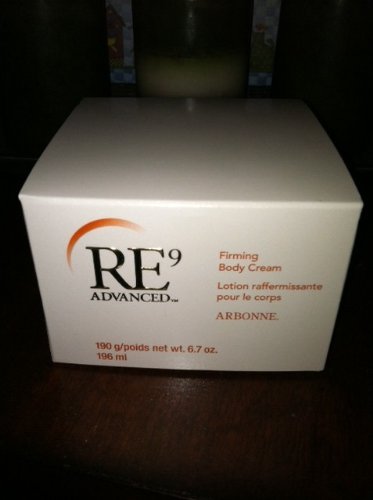 RE⁹
ADVANCED™
Firming
Body Cream
Lotion raffermissante
pour le corps
ARBONNE.
190 g/poids net wt. 6.7 oz.
196 ml